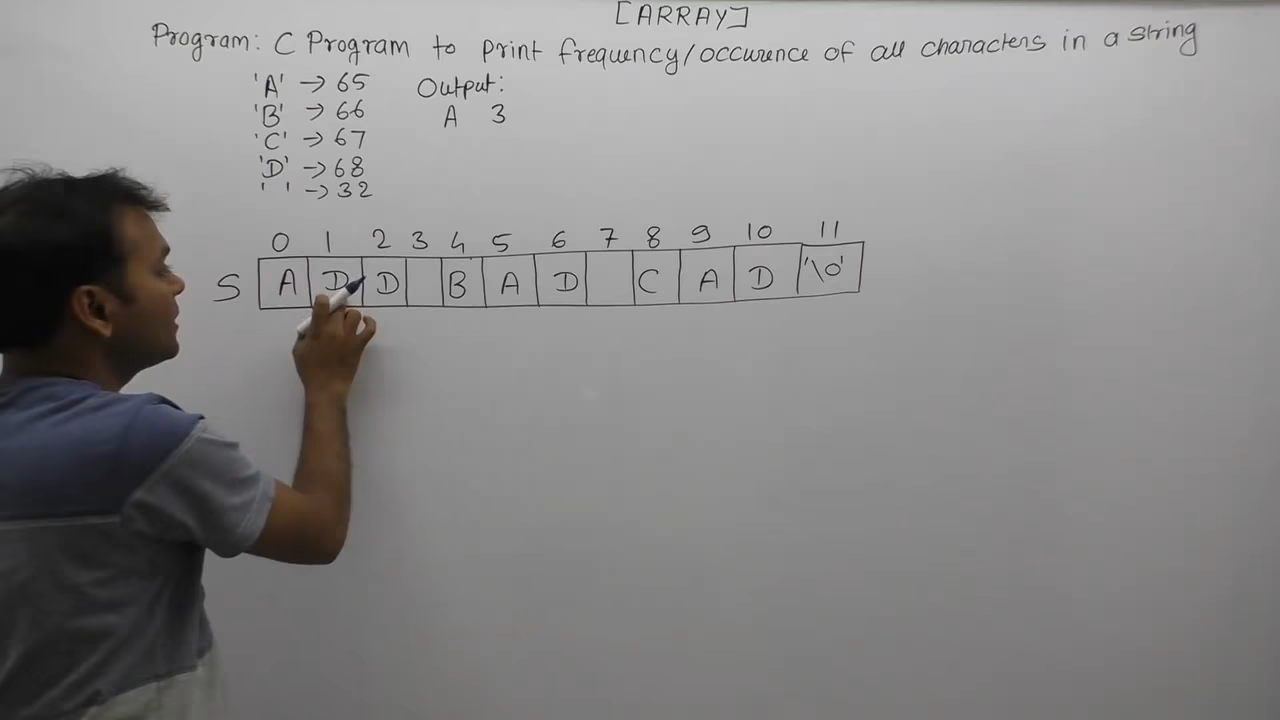 [ARRAY]
Program: C Program to print frequency/occurence of all characters in a string
'A' → 65 Output:
'B' → 66 A 3
'C' → 67
'D' → 68
' ' → 32
0 1 2 3 4 5 6 7 8 9 10 11
S A D D B A D C A D '\0'